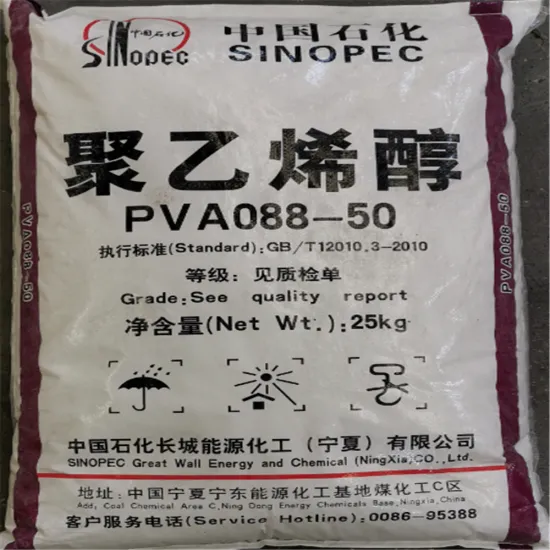 中国石化
SINOPEC
中国石化
SINOPEC
聚乙烯醇
PVA088-50
执行标准(Standard):GB/T12010.3-2010
等级:见质检单
Grade:See quality report
净含量(Net Wt.):25kg
中国石化长城能源化工(宁夏)有限公司
SINOPEC Great Wall Energy and Chemical (NingXia)CO.,Ltd.
地址:中国宁夏宁东能源化工基地煤化工C区
Add: Coal Chemical Area C,Ning Dong Energy Chemicals Base,Ningxia,China
客户服务电话(Service Hotline):0086-95388
PVA088-50
PVA088-50